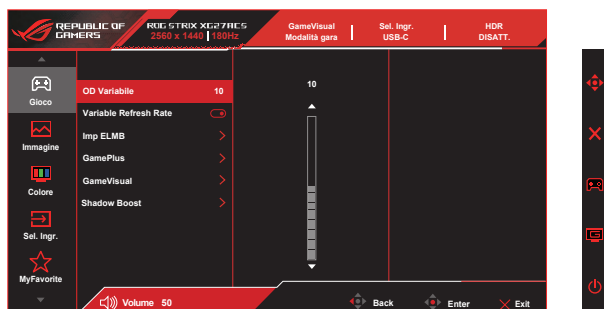 REPUBLIC OF
GAMERS
ROG STRIX XG27ACS
2560 x 1440 180Hz
GameVisual
Modalità gara
Sel. Ingr.
USB-C
HDR
DISATT.
Gioco
Immagine
Colore
Sel. Ingr.
MyFavorite
OD Variabile 10
Variable Refresh Rate
Imp ELMB
GamePlus
GameVisual
Shadow Boost
10
Volume 50
Back
Enter
Exit